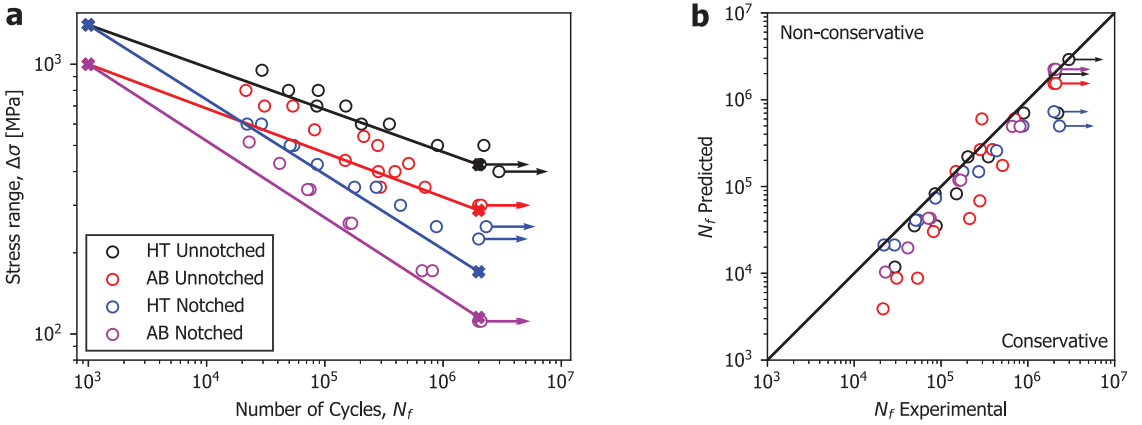 a
Stress range, Δσ [MPa]
10³
10²
HT Unnotched
AB Unnotched
HT Notched
AB Notched
10³ 10⁴ 10⁵ 10⁶ 10⁷
Number of Cycles, N_f
b
N_f Predicted
10⁷
10⁶
10⁵
10⁴
10³
Non-conservative
Conservative
10³ 10⁴ 10⁵ 10⁶ 10⁷
N_f Experimental